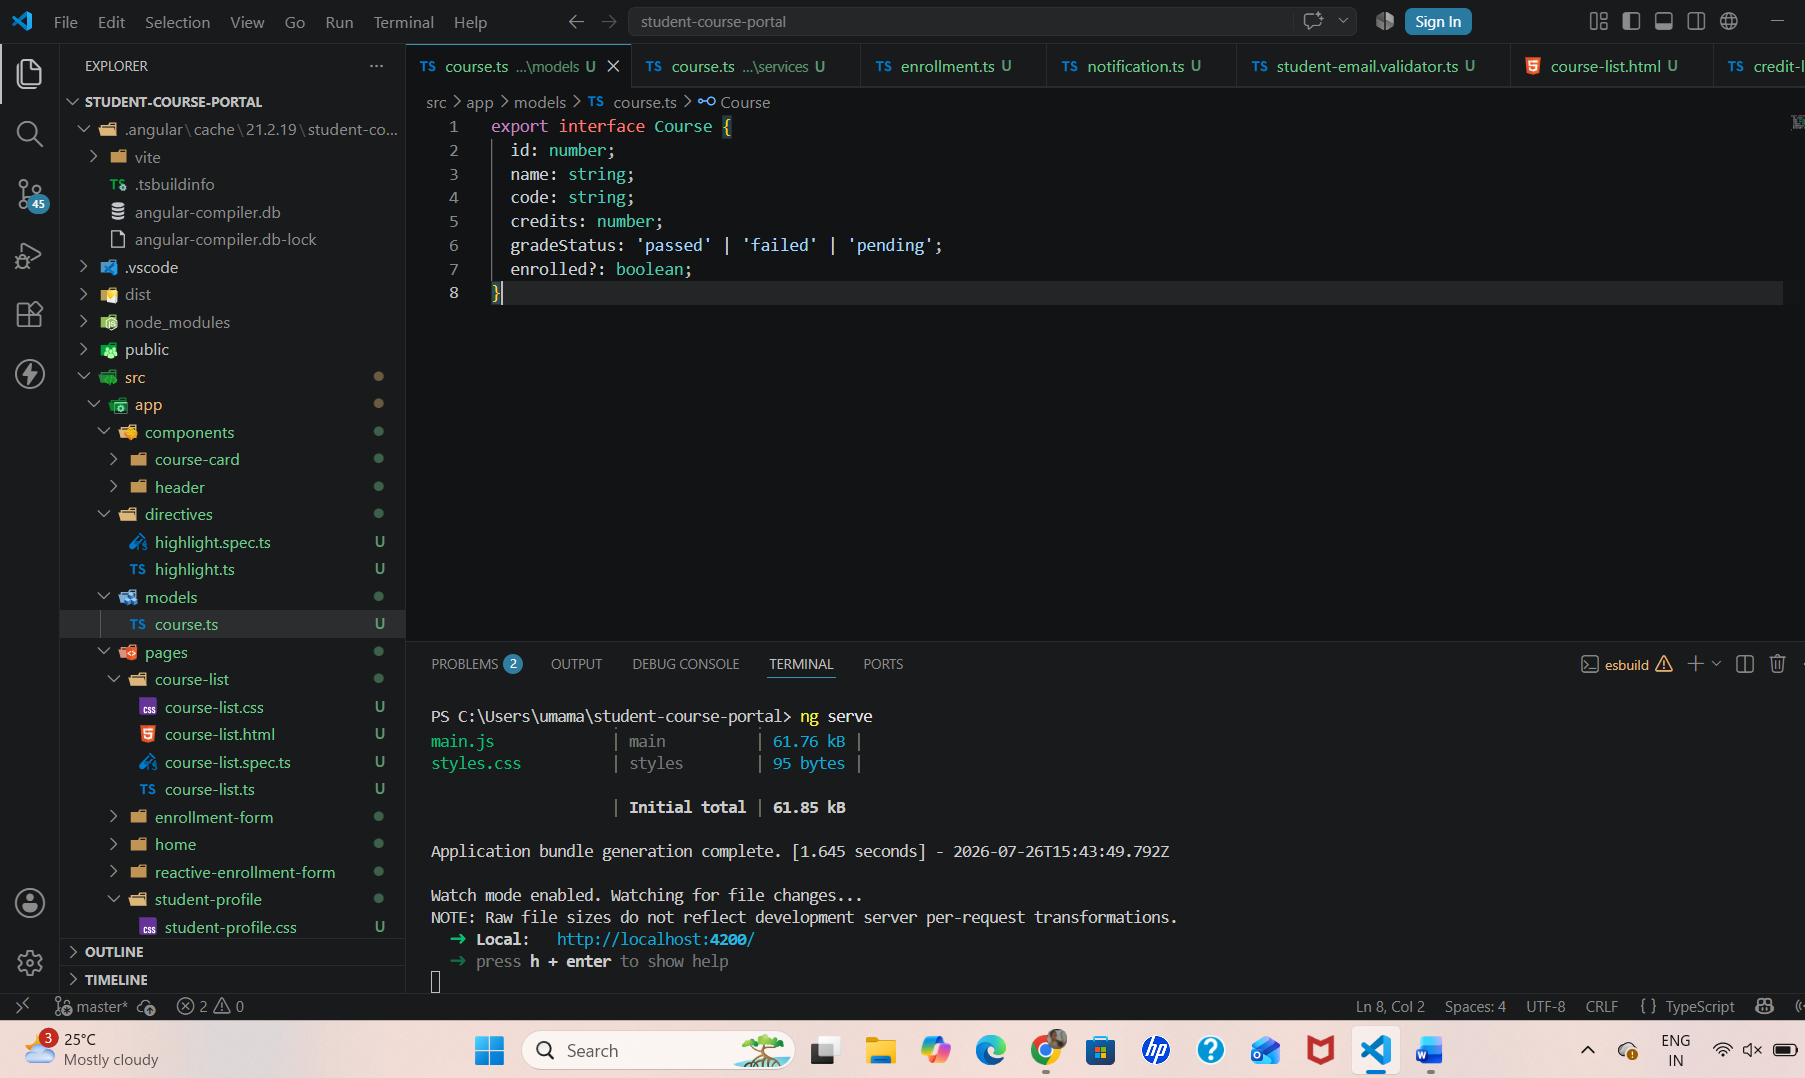 File Edit Selection View Go Run Terminal Help
student-course-portal
Sign In
EXPLORER
STUDENT-COURSE-PORTAL
.angular\cache\21.2.19\student-co...
vite
.tsbuildinfo
angular-compiler.db
angular-compiler.db-lock
.vscode
dist
node_modules
public
src
app
components
course-card
header
directives
highlight.spec.ts U
highlight.ts U
models
course.ts U
pages
course-list
course-list.css U
course-list.html U
course-list.spec.ts U
course-list.ts U
enrollment-form
home
reactive-enrollment-form
student-profile
student-profile.css U
OUTLINE
TIMELINE
45
TS course.ts ...\models U
TS course.ts ...\services U
TS enrollment.ts U
TS notification.ts U
TS student-email.validator.ts U
course-list.html U
TS credit-l
src > app > models > TS course.ts > Course
1 export interface Course {
2 id: number;
3 name: string;
4 code: string;
5 credits: number;
6 gradeStatus: 'passed' | 'failed' | 'pending';
7 enrolled?: boolean;
8 }
PROBLEMS 2 OUTPUT DEBUG CONSOLE TERMINAL PORTS
esbuild
PS C:\Users\umama\student-course-portal> ng serve
main.js | main | 61.76 kB |
styles.css | styles | 95 bytes |
| Initial total | 61.85 kB
Application bundle generation complete. [1.645 seconds] - 2026-07-26T15:43:49.792Z
Watch mode enabled. Watching for file changes...
NOTE: Raw file sizes do not reflect development server per-request transformations.
➜ Local: http://localhost:4200/
➜ press h + enter to show help
master* 2 0
Ln 8, Col 2 Spaces: 4 UTF-8 CRLF { } TypeScript
3
25°C
Mostly cloudy
Search
hp
ENG
IN